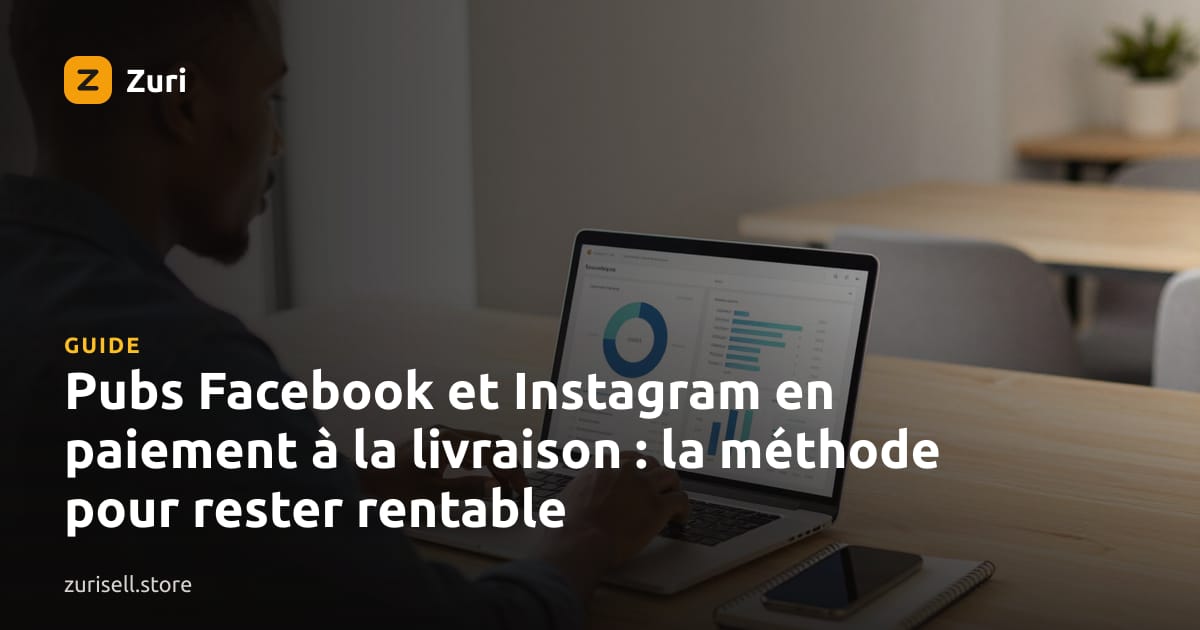 Zuri
GUIDE
Pubs Facebook et Instagram en
paiement à la livraison : la méthode
pour rester rentable
zurisell.store